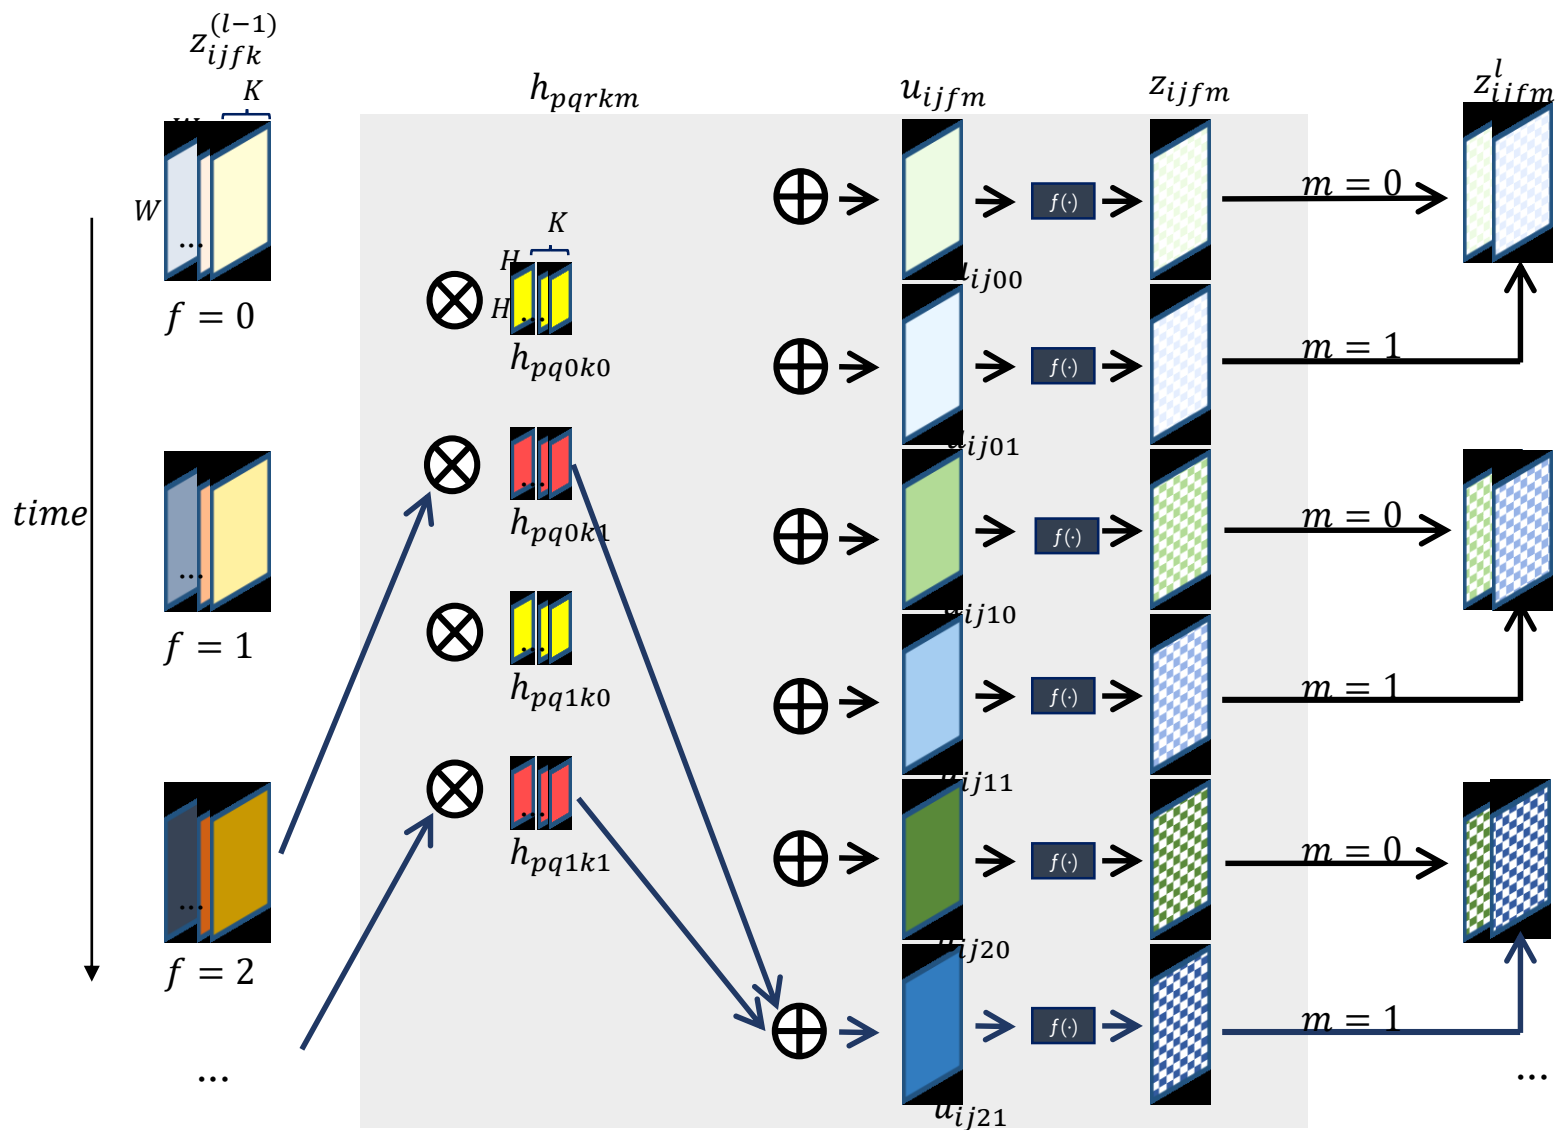 z_{ijfk}^{(l-1)}
K
W
f = 0
f = 1
f = 2
...
time
h_{pqrkm}
K
H
H
...
h_{pq0k0}
...
h_{pq0k1}
...
h_{pq1k0}
...
h_{pq1k1}
u_{ijfm}
z_{ijfm}
z_{ijfm}^{l}
f(·)
m = 0
u_{ij00}
f(·)
m = 1
u_{ij01}
f(·)
m = 0
u_{ij10}
f(·)
m = 1
u_{ij11}
f(·)
m = 0
u_{ij20}
f(·)
m = 1
u_{ij21}
...